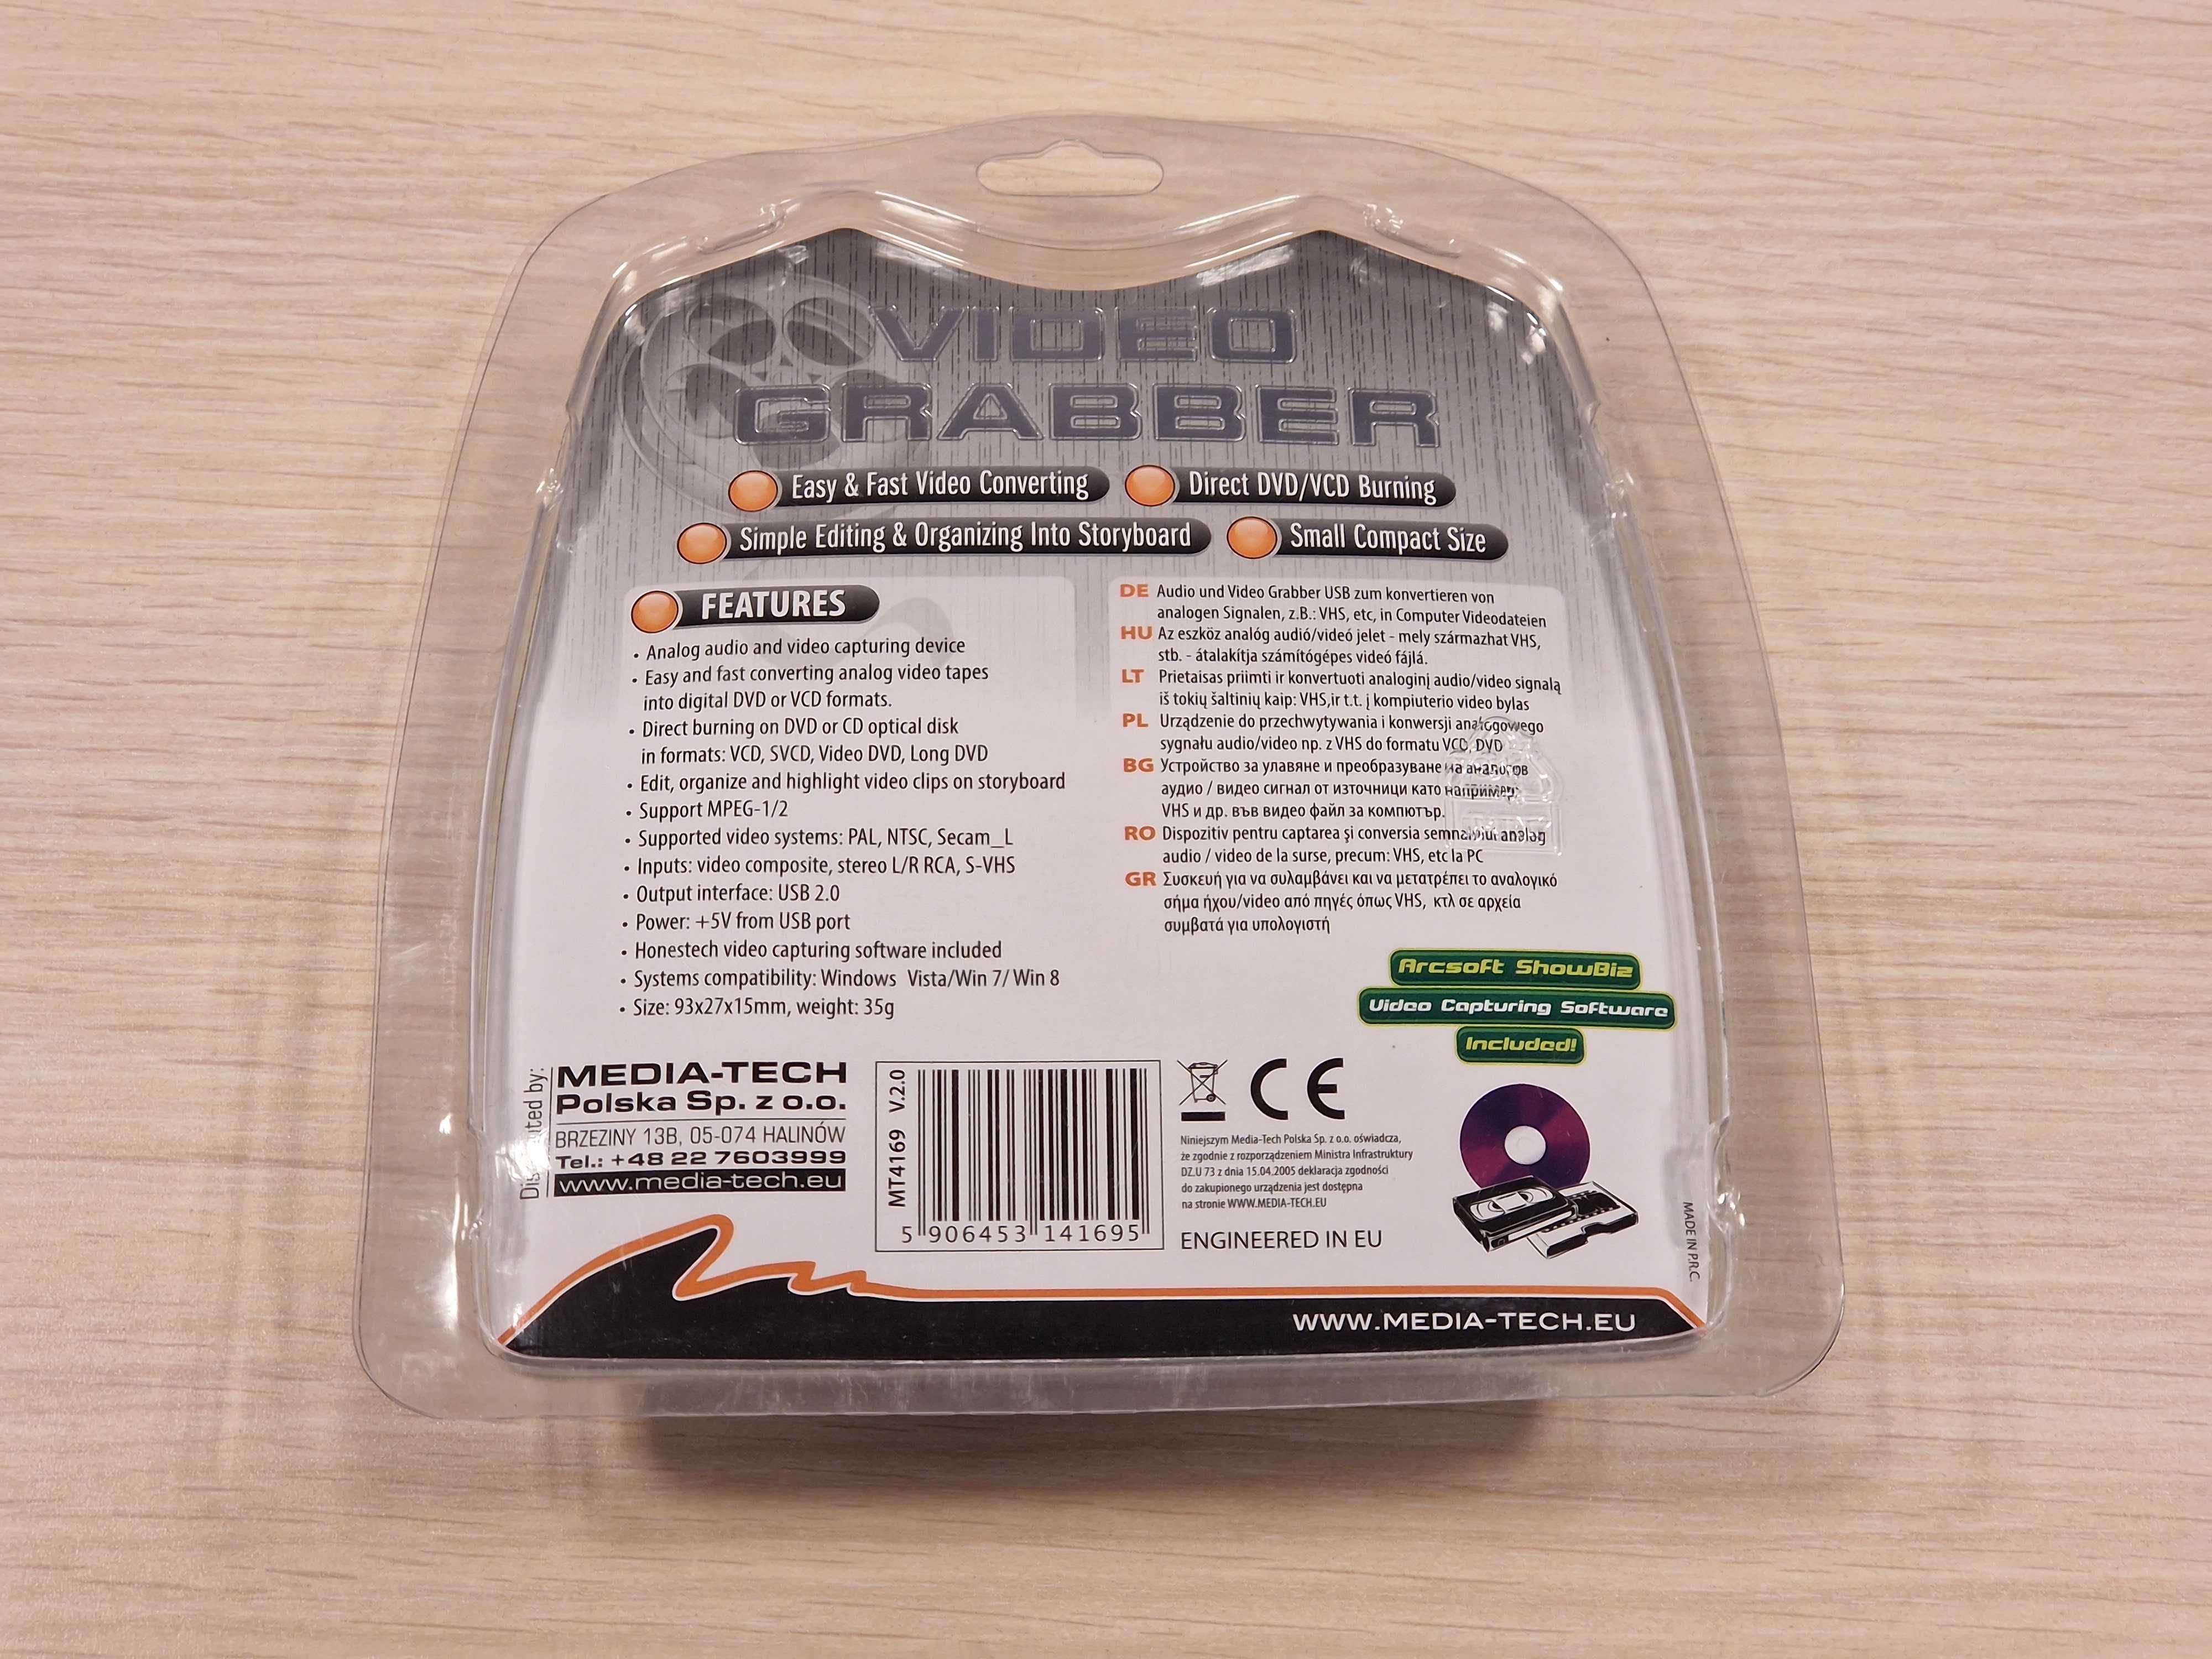 VIDEO
GRABBER
Easy & Fast Video Converting
Direct DVD/VCD Burning
Simple Editing & Organizing Into Storyboard
Small Compact Size
FEATURES
• Analog audio and video capturing device
• Easy and fast converting analog video tapes
into digital DVD or VCD formats.
• Direct burning on DVD or CD optical disk
in formats: VCD, SVCD, Video DVD, Long DVD
• Edit, organize and highlight video clips on storyboard
• Support MPEG-1/2
• Supported video systems: PAL, NTSC, Secam_L
• Inputs: video composite, stereo L/R RCA, S-VHS
• Output interface: USB 2.0
• Power: +5V from USB port
• Honestech video capturing software included
• Systems compatibility: Windows Vista/Win 7/ Win 8
• Size: 93x27x15mm, weight: 35g
DE Audio und Video Grabber USB zum konvertieren von
analogen Signalen, z.B.: VHS, etc, in Computer Videodateien
HU Az eszköz analóg audió/videó jelet - mely származhat VHS,
stb. - átalakítja számítógépes videó fájlá.
LT Prietaisas priimti ir konvertuoti analoginį audio/video signalą
iš tokių šaltinių kaip: VHS,ir t.t. į kompiuterio video bylas
PL Urządzenie do przechwytywania i konwersji analogowego
sygnału audio/video np. z VHS do formatu VCD, DVD
BG Устройство за улавяне и преобразуване на аналогов
аудио / видео сигнал от източници като например:
VHS и др. във видео файл за компютър.
RO Dispozitiv pentru captarea şi conversia semnalului analog
audio / video de la surse, precum: VHS, etc la PC
GR Συσκευή για να συλαμβάνει και να μετατρέπει το αναλογικό
σήμα ήχου/video από πηγές όπως VHS, κτλ σε αρχεία
συμβατά για υπολογιστή
Arcsoft ShowBiz
Video Capturing Software
Included!
Distributed by:
MEDIA-TECH
Polska Sp. z o.o.
BRZEZINY 13B, 05-074 HALINÓW
Tel.: +48 22 7603999
www.media-tech.eu
MT4169 V.2.0
5 906453 141695
CE
Niniejszym Media-Tech Polska Sp. z o.o. oświadcza,
że zgodnie z rozporządzeniem Ministra Infrastruktury
DZ.U 73 z dnia 15.04.2005 deklaracja zgodności
do zakupionego urządzenia jest dostępna
na stronie WWW.MEDIA-TECH.EU
ENGINEERED IN EU
MADE IN P.R.C.
WWW.MEDIA-TECH.EU